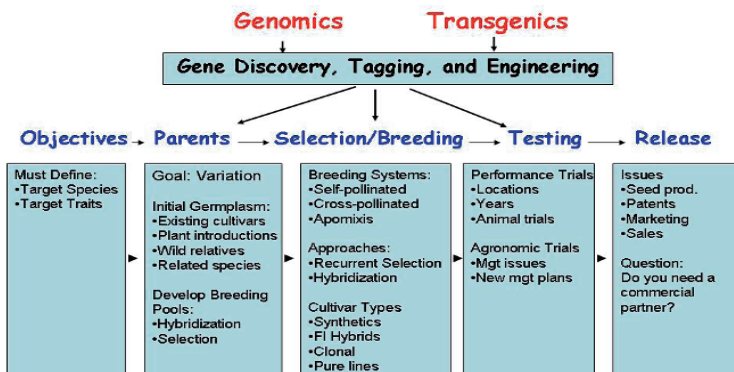 Genomics
Transgenics
Gene Discovery, Tagging, and Engineering
Objectives
Parents
Selection/Breeding
Testing
Release
Must Define:
•Target Species
•Target Traits
Goal: Variation
Initial Germplasm:
•Existing cultivars
•Plant introductions
•Wild relatives
•Related species
Develop Breeding
Pools:
•Hybridization
•Selection
Breeding Systems:
•Self-pollinated
•Cross-pollinated
•Apomixis
Approaches:
•Recurrent Selection
•Hybridization
Cultivar Types
•Synthetics
•FI Hybrids
•Clonal
•Pure lines
Performance Trials
•Locations
•Years
•Animal trials
Agronomic Trials
•Mgt issues
•New mgt plans
Issues
•Seed prod.
•Patents
•Marketing
•Sales
Question:
Do you need a
commercial
partner?